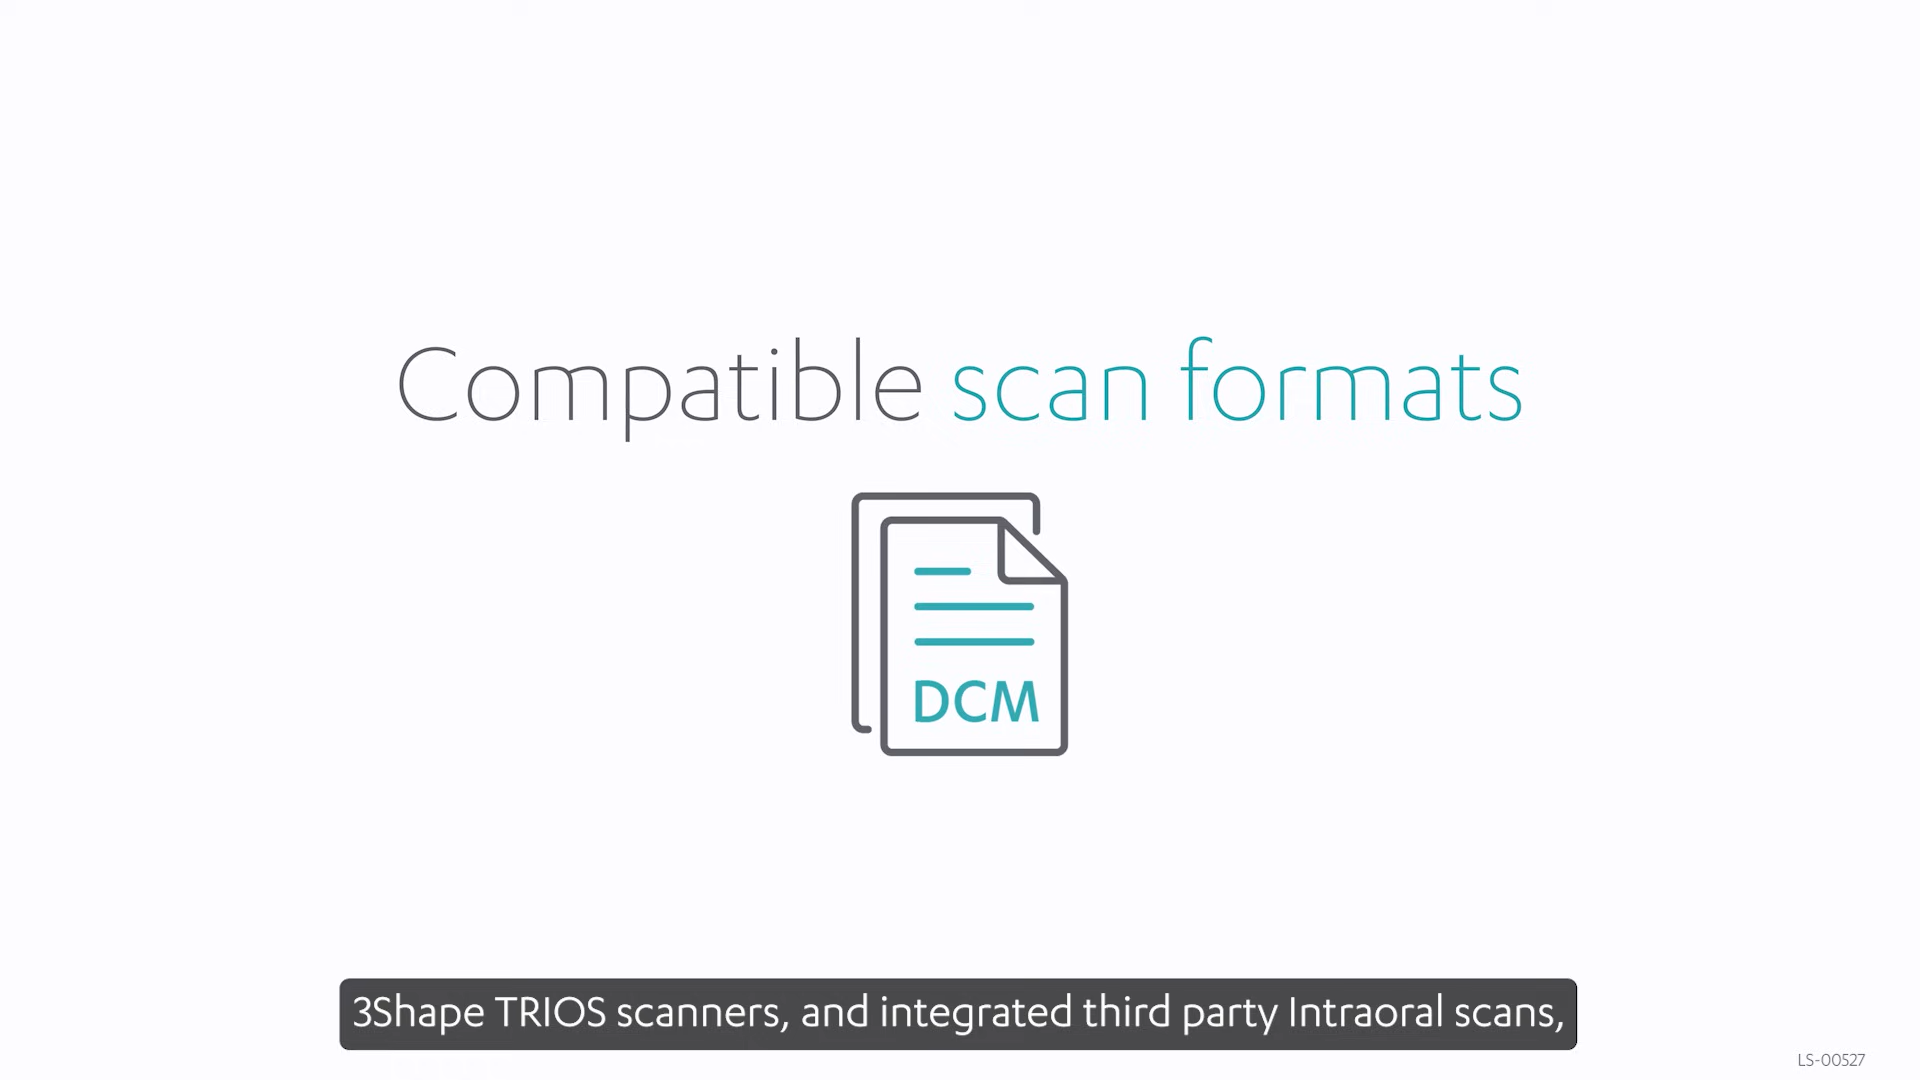 Compatible scan formats
DCM
3Shape TRIOS scanners, and integrated third party Intraoral scans,
LS-00527